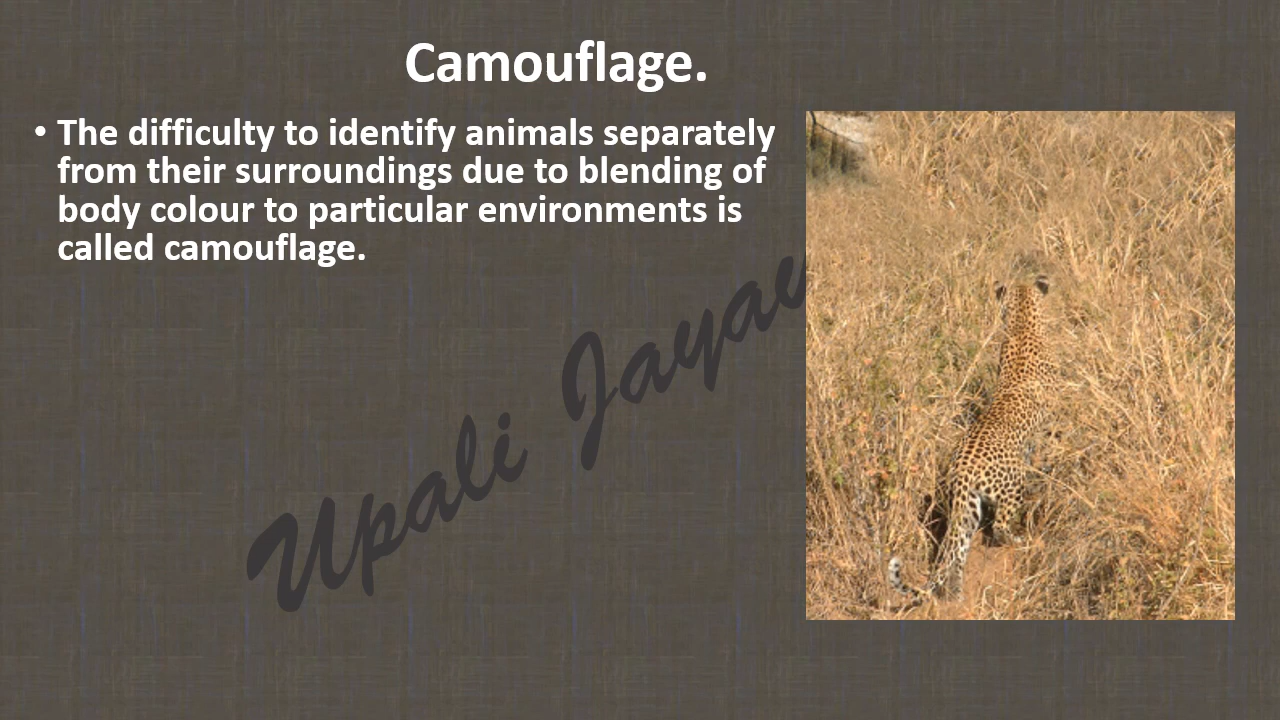 Camouflage.
• The difficulty to identify animals separately
from their surroundings due to blending of
body colour to particular environments is
called camouflage.
Upali